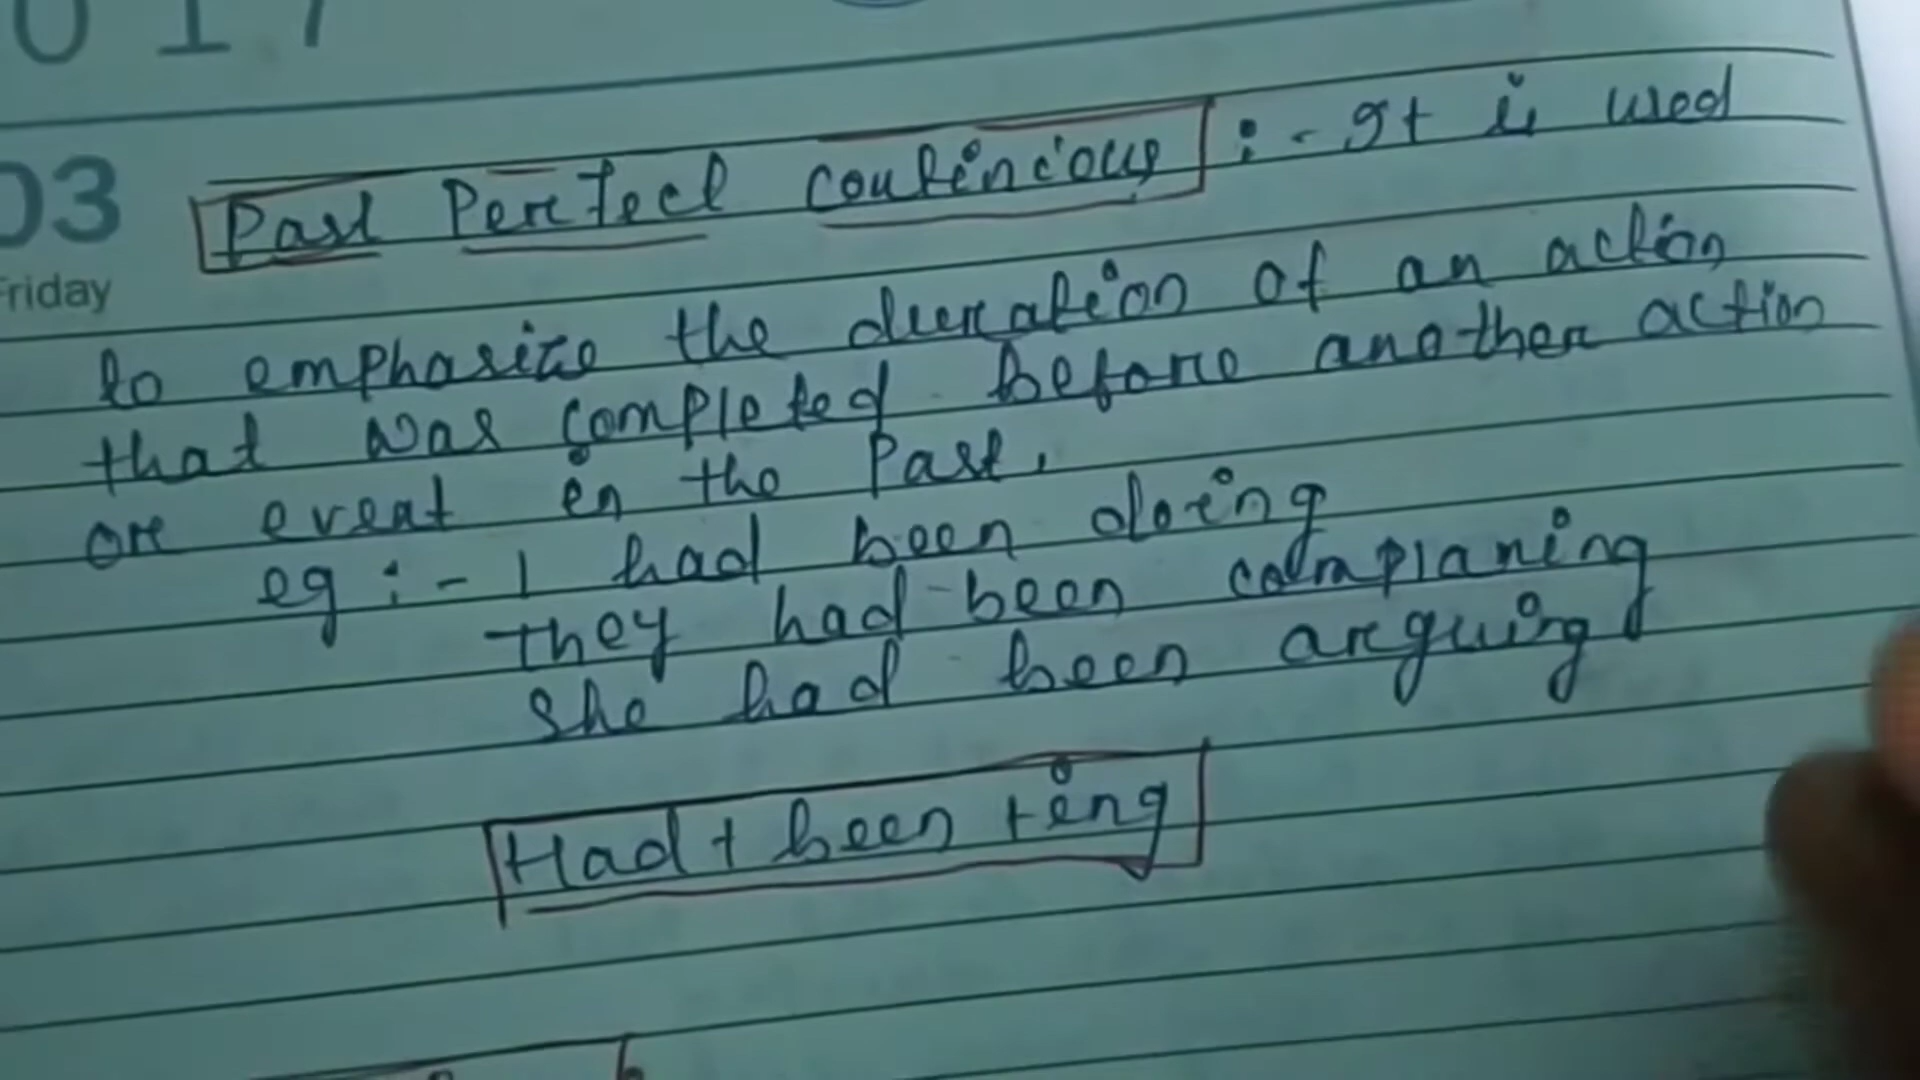 017
03
Friday
Past Perfect continious :- It is used
to emphasize the duration of an action
that was completed before another action
or event in the Past.
eg :- I had been doing
They had been complaning
She had been arguing
Had + been + ing